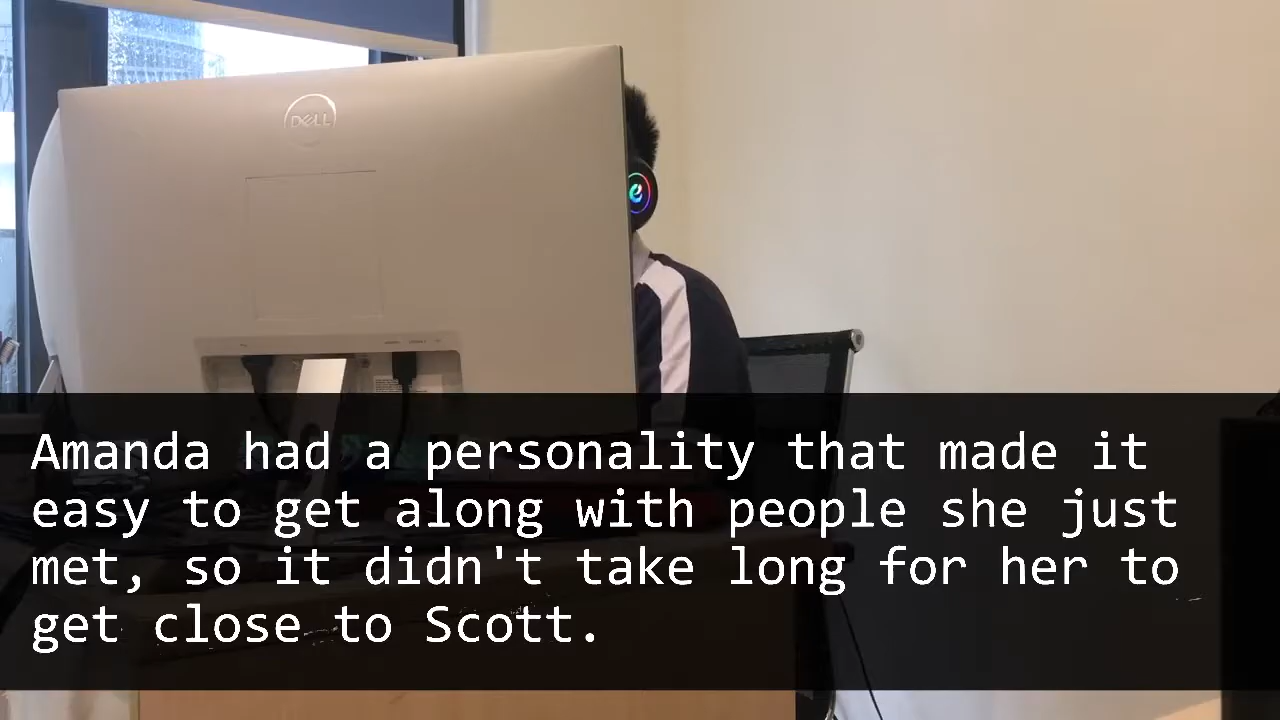 DELL
Amanda had a personality that made it
easy to get along with people she just
met, so it didn't take long for her to
get close to Scott.